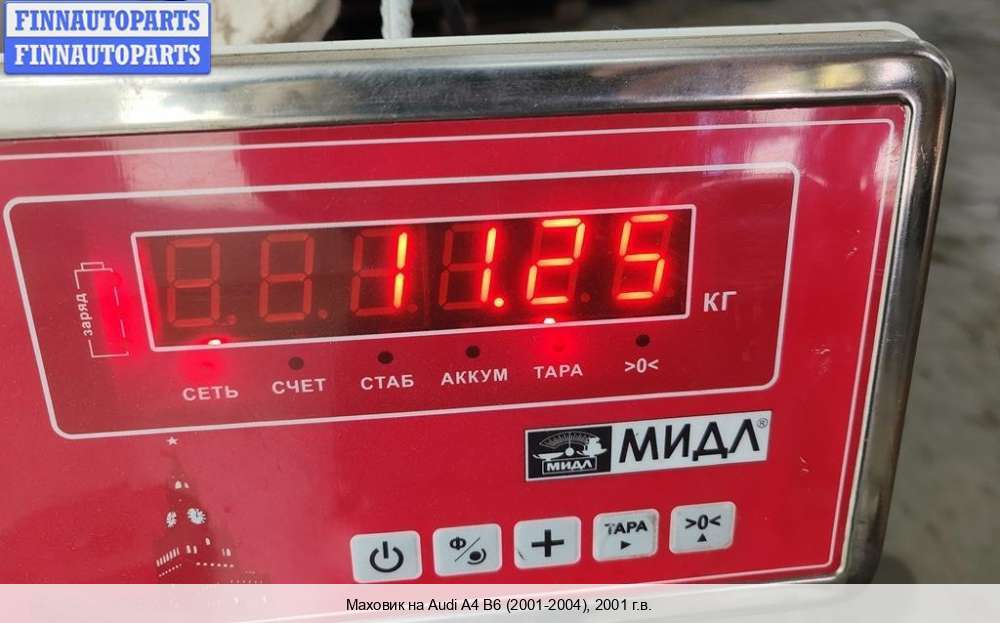 FINNAUTOPARTS
FINNAUTOPARTS
11.25
КГ
заряд
СЕТЬ СЧЕТ СТАБ АККУМ ТАРА >0<
МИДЛ
МИДЛ®
Ф
ТАРА
>0<
Маховик на Audi A4 B6 (2001-2004), 2001 г.в.